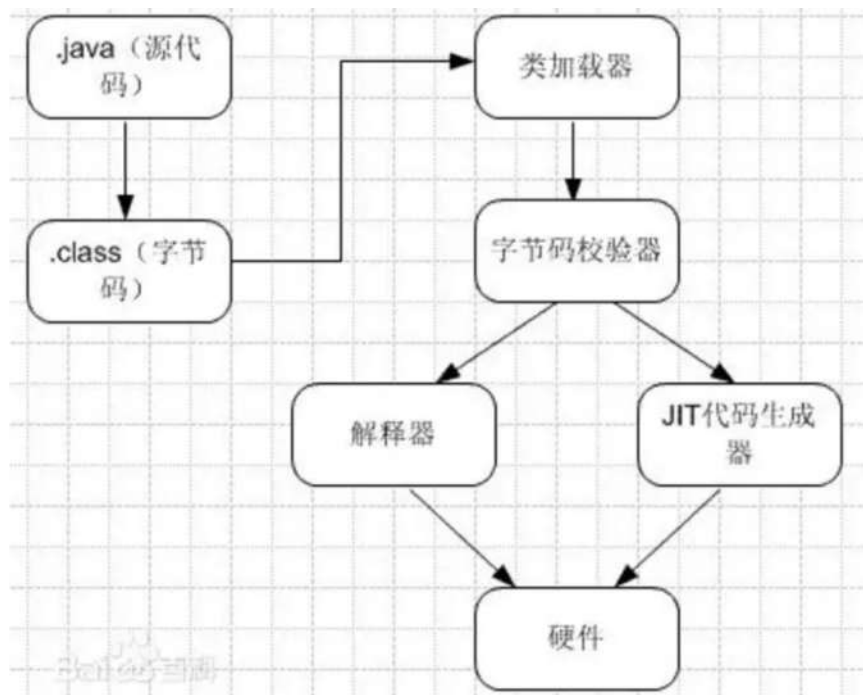 .java（源代
码）
类加载器
.class（字节
码）
字节码校验器
解释器
JIT代码生成
器
硬件